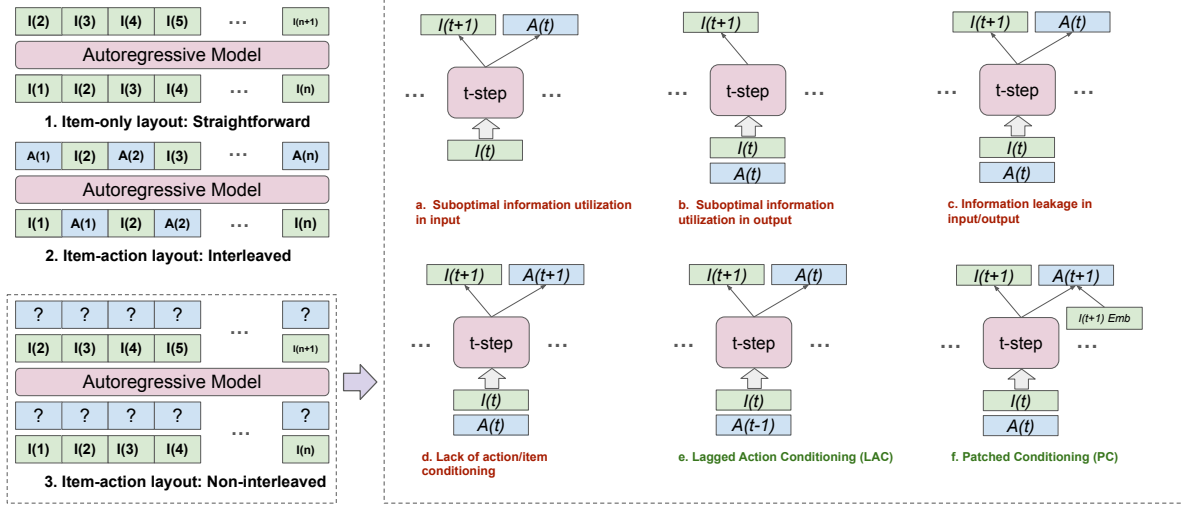 I(2) I(3) I(4) I(5) ... I(n+1)
Autoregressive Model
I(1) I(2) I(3) I(4) ... I(n)
1. Item-only layout: Straightforward
A(1) I(2) A(2) I(3) ... A(n)
Autoregressive Model
I(1) A(1) I(2) A(2) ... I(n)
2. Item-action layout: Interleaved
? ? ? ? ?
I(2) I(3) I(4) I(5) ... I(n+1)
Autoregressive Model
? ? ? ? ?
I(1) I(2) I(3) I(4) ... I(n)
3. Item-action layout: Non-interleaved
I(t+1) A(t)
... t-step ...
I(t)
a. Suboptimal information utilization
in input
I(t+1)
... t-step ...
I(t)
A(t)
b. Suboptimal information
utilization in output
I(t+1) A(t)
... t-step ...
I(t)
A(t)
c. Information leakage in
input/output
I(t+1) A(t+1)
... t-step ...
I(t)
A(t)
d. Lack of action/item
conditioning
I(t+1) A(t)
... t-step ...
I(t)
A(t-1)
e. Lagged Action Conditioning (LAC)
I(t+1) A(t+1)
I(t+1) Emb
... t-step ...
I(t)
A(t)
f. Patched Conditioning (PC)